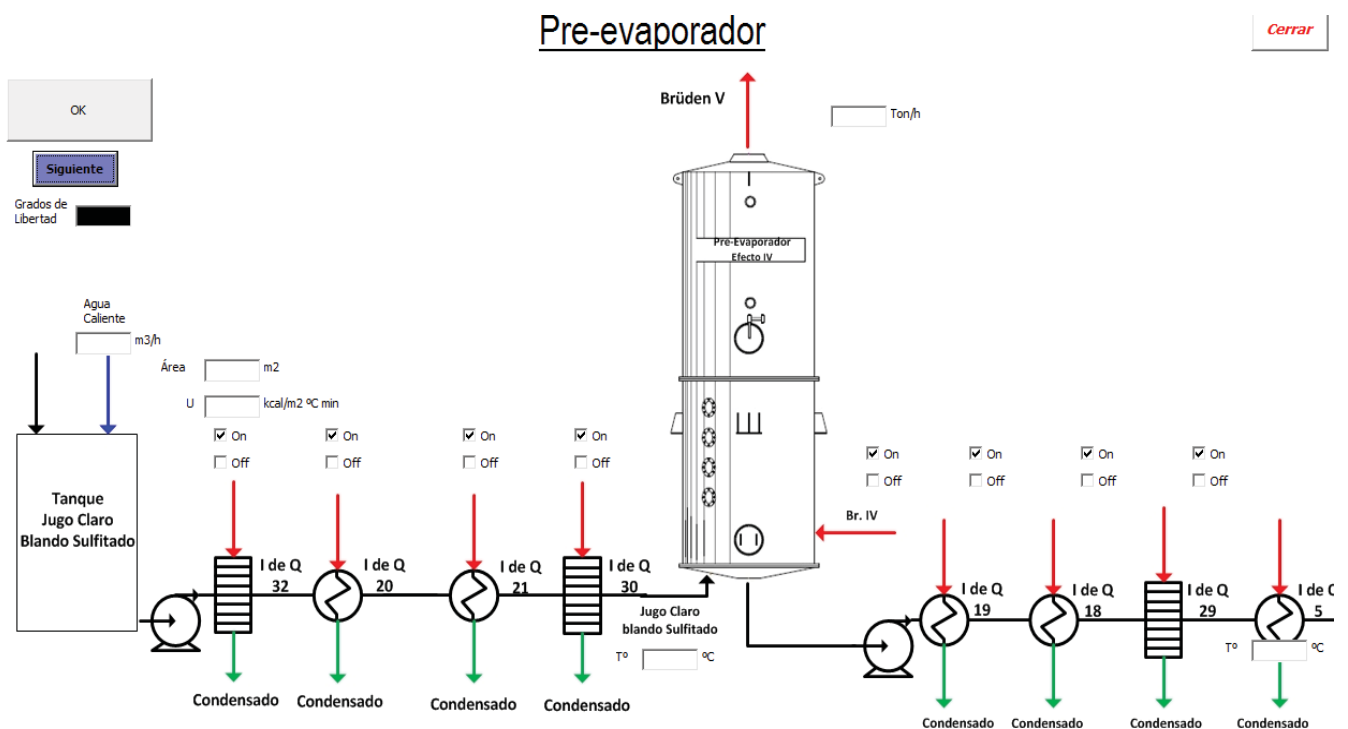 Pre-evaporador
Cerrar
OK
Siguiente
Grados de
Libertad
Brüden V
Ton/h
Pre-Evaporador
Efecto IV
Agua
Caliente
m3/h
Área
m2
U
kcal/m2 ºC min
On
On
On
On
Off
Off
Off
Off
On
On
On
On
Off
Off
Off
Off
Tanque
Jugo Claro
Blando Sulfitado
Br. IV
I de Q
32
I de Q
20
I de Q
21
I de Q
30
Jugo Claro
blando Sulfitado
Tº
ºC
I de Q
19
I de Q
18
I de Q
29
I de Q
5
Tº
ºC
Condensado
Condensado
Condensado
Condensado
Condensado
Condensado
Condensado
Condensado